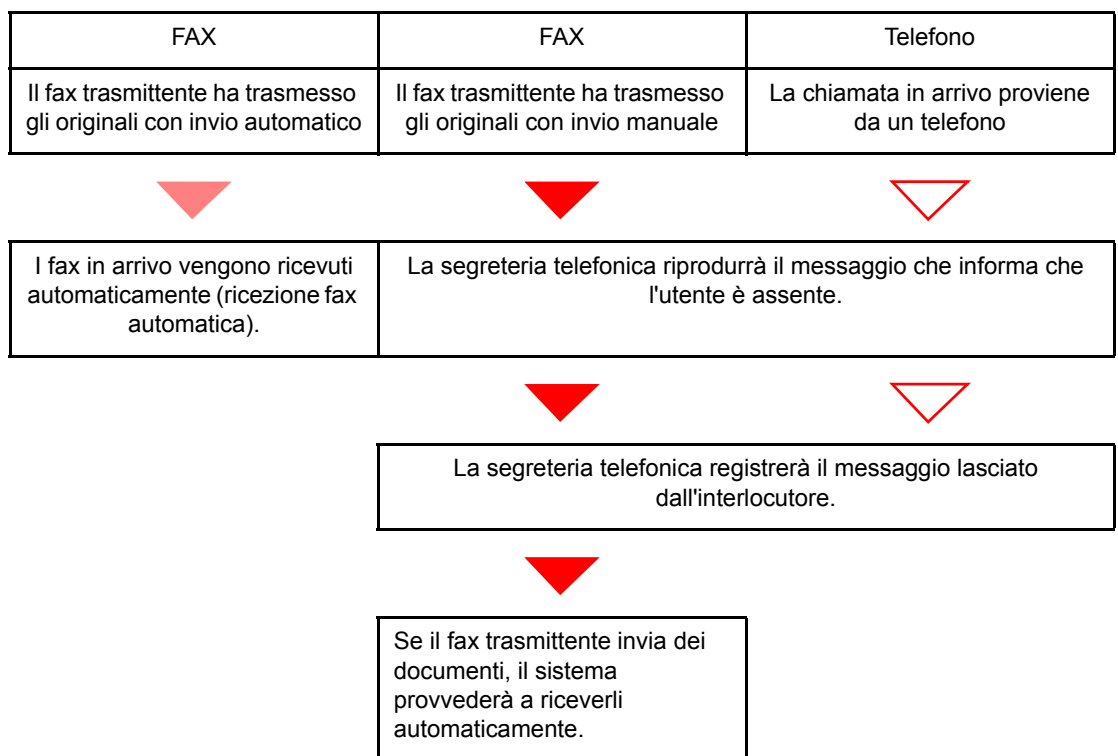 FAX
FAX
Telefono
Il fax trasmittente ha trasmesso
gli originali con invio automatico
Il fax trasmittente ha trasmesso
gli originali con invio manuale
La chiamata in arrivo proviene
da un telefono
I fax in arrivo vengono ricevuti
automaticamente (ricezione fax
automatica).
La segreteria telefonica riprodurrà il messaggio che informa che
l'utente è assente.
La segreteria telefonica registrerà il messaggio lasciato
dall'interlocutore.
Se il fax trasmittente invia dei
documenti, il sistema
provvederà a riceverli
automaticamente.